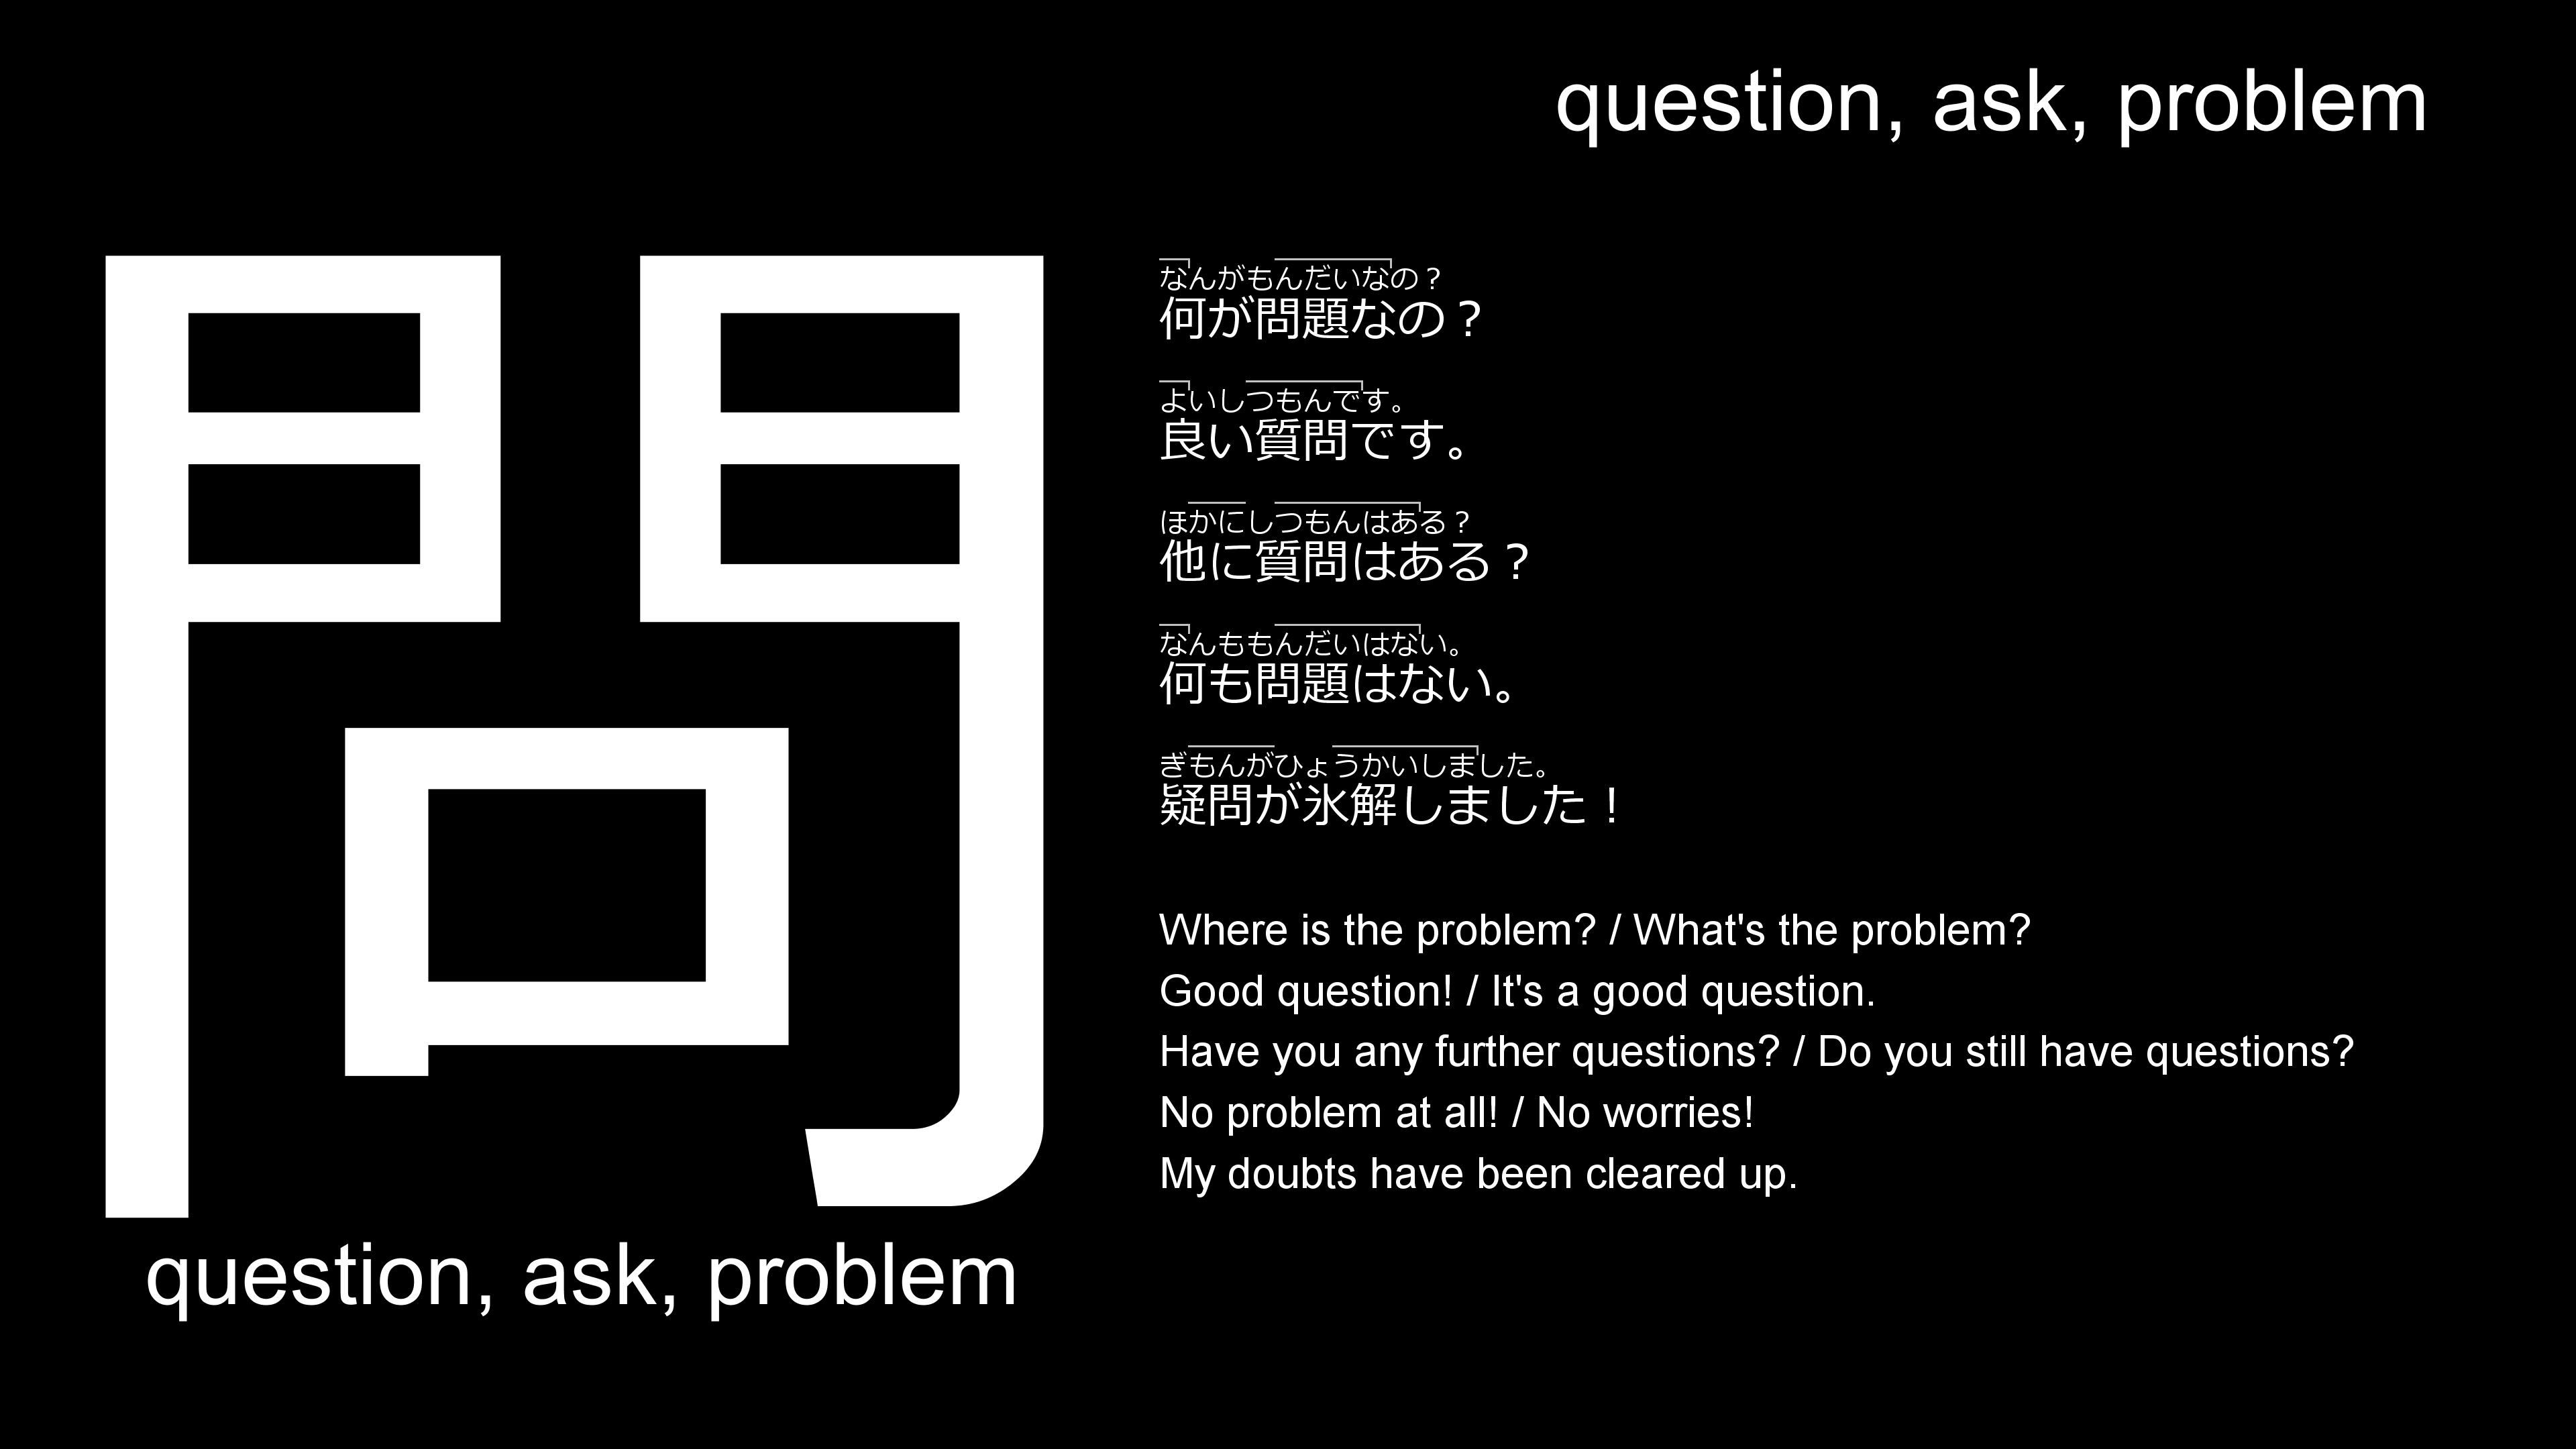 question, ask, problem
問
question, ask, problem
なんがもんだいなの？
何が問題なの？
よいしつもんです。
良い質問です。
ほかにしつもんはある？
他に質問はある？
なんももんだいはない。
何も問題はない。
ぎもんがひょうかいしました。
疑問が氷解しました！
Where is the problem? / What's the problem?
Good question! / It's a good question.
Have you any further questions? / Do you still have questions?
No problem at all! / No worries!
My doubts have been cleared up.